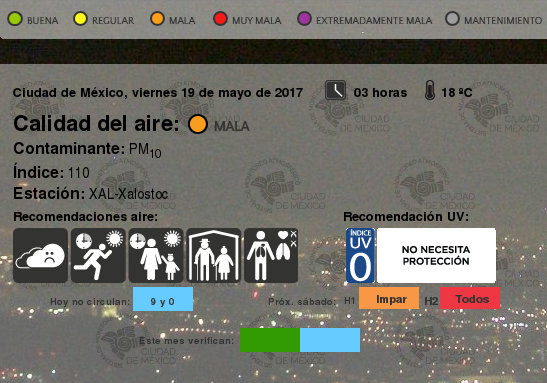 BUENA REGULAR MALA MUY MALA EXTREMADAMENTE MALA MANTENIMIENTO
Ciudad de México, viernes 19 de mayo de 2017 03 horas 18 ºC
Calidad del aire: MALA
Contaminante: PM10
Índice: 110
Estación: XAL-Xalostoc
Recomendaciones aire: Recomendación UV:
ÍNDICE
UV
0
NO NECESITA
PROTECCIÓN
Hoy no circulan: 9 y 0 Próx. sábado: H1 Impar H2 Todos
Este mes verifican:
CIUDAD
DE MÉXICO